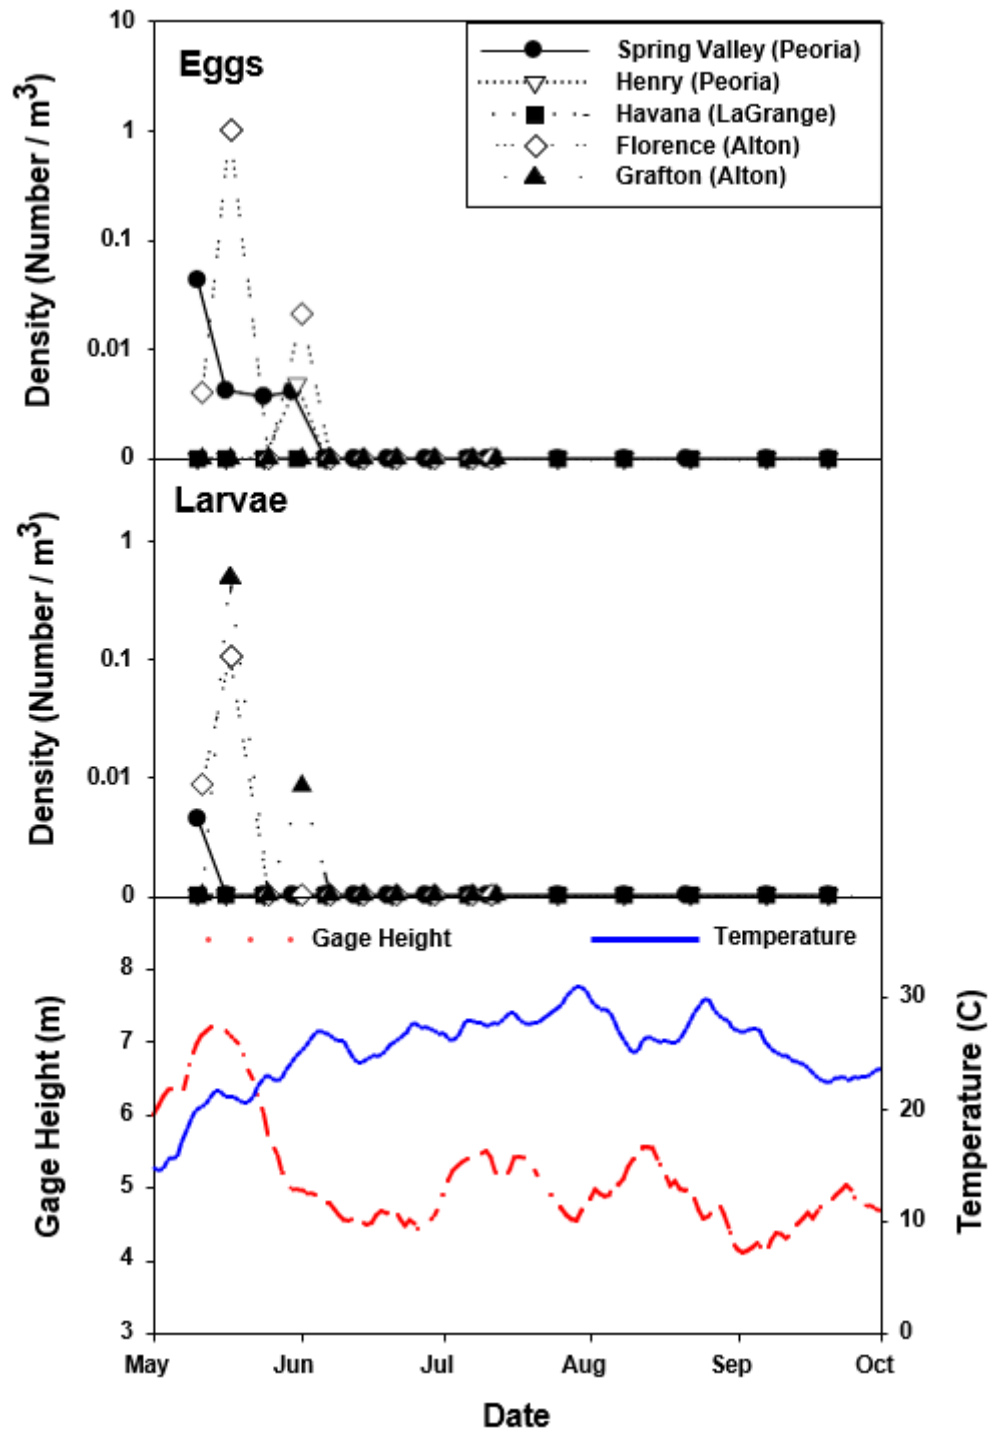 10
Eggs
Spring Valley (Peoria)
Henry (Peoria)
Havana (LaGrange)
Florence (Alton)
Grafton (Alton)
1
0.1
0.01
0
Density (Number / m³)
Larvae
1
0.1
0.01
0
Density (Number / m³)
Gage Height
Temperature
8
7
6
5
4
3
Gage Height (m)
30
20
10
0
Temperature (C)
May Jun Jul Aug Sep Oct
Date